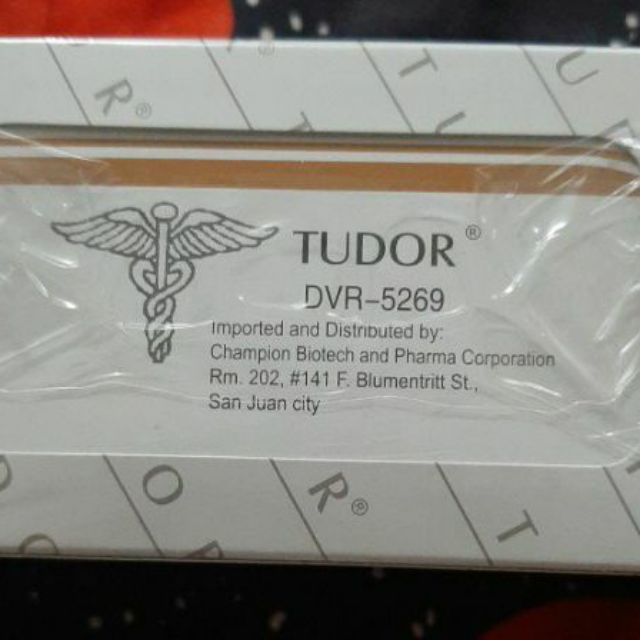 TUDOR®
DVR-5269
Imported and Distributed by:
Champion Biotech and Pharma Corporation
Rm. 202, #141 F. Blumentritt St.,
San Juan city